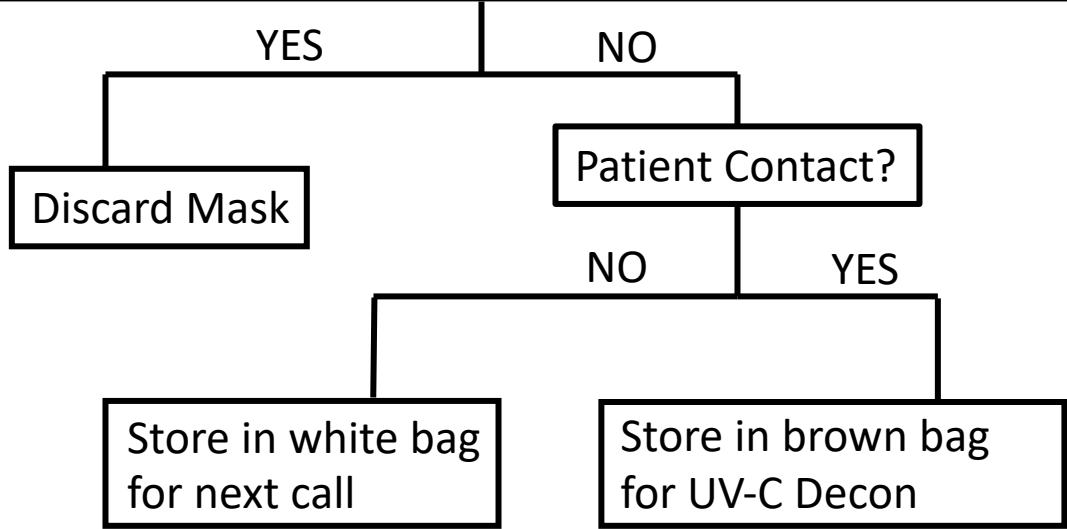 YES
NO
Discard Mask
Patient Contact?
NO
YES
Store in white bag
for next call
Store in brown bag
for UV-C Decon